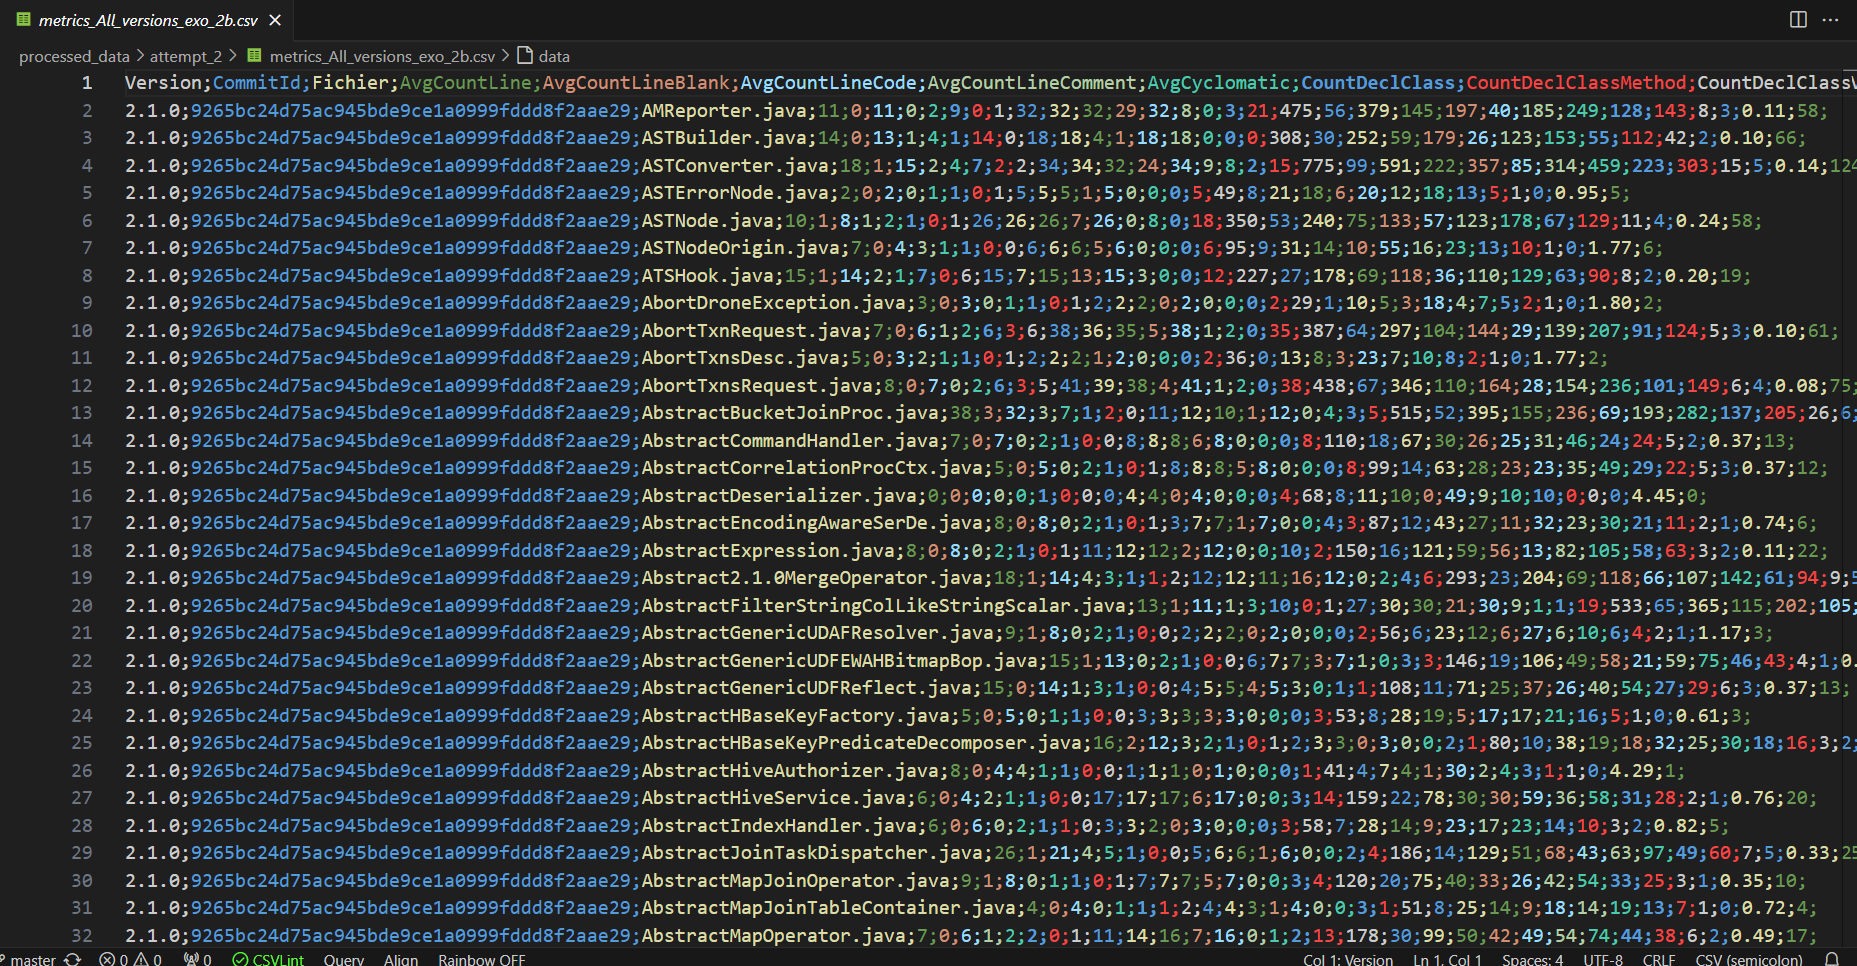 metrics_All_versions_exo_2b.csv
processed_data > attempt_2 > metrics_All_versions_exo_2b.csv > data
1 Version;CommitId;Fichier;AvgCountLine;AvgCountLineBlank;AvgCountLineCode;AvgCountLineComment;AvgCyclomatic;CountDeclClass;CountDeclClassMethod;CountDeclClassV
2 2.1.0;9265bc24d75ac945bde9ce1a0999fddd8f2aae29;AMReporter.java;11;0;11;0;2;9;0;1;32;32;32;29;32;8;0;3;21;475;56;379;145;197;40;185;249;128;143;8;3;0.11;58;
3 2.1.0;9265bc24d75ac945bde9ce1a0999fddd8f2aae29;ASTBuilder.java;14;0;13;1;4;1;14;0;18;18;4;1;18;18;0;0;0;308;30;252;59;179;26;123;153;55;112;42;2;0.10;66;
4 2.1.0;9265bc24d75ac945bde9ce1a0999fddd8f2aae29;ASTConverter.java;18;1;15;2;4;7;2;2;34;34;32;24;34;9;8;2;15;775;99;591;222;357;85;314;459;223;303;15;5;0.14;124
5 2.1.0;9265bc24d75ac945bde9ce1a0999fddd8f2aae29;ASTErrorNode.java;2;0;2;0;1;1;0;1;5;5;5;1;5;0;0;0;5;49;8;21;18;6;20;12;18;13;5;1;0;0.95;5;
6 2.1.0;9265bc24d75ac945bde9ce1a0999fddd8f2aae29;ASTNode.java;10;1;8;1;2;1;0;1;26;26;26;7;26;0;8;0;18;350;53;240;75;133;57;123;178;67;129;11;4;0.24;58;
7 2.1.0;9265bc24d75ac945bde9ce1a0999fddd8f2aae29;ASTNodeOrigin.java;7;0;4;3;1;1;0;0;6;6;6;5;6;0;0;0;6;95;9;31;14;10;55;16;23;13;10;1;0;1.77;6;
8 2.1.0;9265bc24d75ac945bde9ce1a0999fddd8f2aae29;ATSHook.java;15;1;14;2;1;7;0;6;15;7;15;13;15;3;0;0;12;227;27;178;69;118;36;110;129;63;90;8;2;0.20;19;
9 2.1.0;9265bc24d75ac945bde9ce1a0999fddd8f2aae29;AbortDroneException.java;3;0;3;0;1;1;0;1;2;2;2;0;2;0;0;0;2;29;1;10;5;3;18;4;7;5;2;1;0;1.80;2;
10 2.1.0;9265bc24d75ac945bde9ce1a0999fddd8f2aae29;AbortTxnRequest.java;7;0;6;1;2;6;3;6;38;36;35;5;38;1;2;0;35;387;64;297;104;144;29;139;207;91;124;5;3;0.10;61;
11 2.1.0;9265bc24d75ac945bde9ce1a0999fddd8f2aae29;AbortTxnsDesc.java;5;0;3;2;1;1;0;1;2;2;2;1;2;0;0;0;2;36;0;13;8;3;23;7;10;8;2;1;0;1.77;2;
12 2.1.0;9265bc24d75ac945bde9ce1a0999fddd8f2aae29;AbortTxnsRequest.java;8;0;7;0;2;6;3;5;41;39;38;4;41;1;2;0;38;438;67;346;110;164;28;154;236;101;149;6;4;0.08;75;
13 2.1.0;9265bc24d75ac945bde9ce1a0999fddd8f2aae29;AbstractBucketJoinProc.java;38;3;32;3;7;1;2;0;11;12;10;1;12;0;4;3;5;515;52;395;155;236;69;193;282;137;205;26;6;
14 2.1.0;9265bc24d75ac945bde9ce1a0999fddd8f2aae29;AbstractCommandHandler.java;7;0;7;0;2;1;0;0;8;8;8;6;8;0;0;0;8;110;18;67;30;26;25;31;46;24;24;5;2;0.37;13;
15 2.1.0;9265bc24d75ac945bde9ce1a0999fddd8f2aae29;AbstractCorrelationProcCtx.java;5;0;5;0;2;1;0;1;8;8;8;5;8;0;0;0;8;99;14;63;28;23;23;35;49;29;22;5;3;0.37;12;
16 2.1.0;9265bc24d75ac945bde9ce1a0999fddd8f2aae29;AbstractDeserializer.java;0;0;0;0;0;1;0;0;0;4;4;0;4;0;0;0;4;68;8;11;10;0;49;9;10;10;0;0;0;4.45;0;
17 2.1.0;9265bc24d75ac945bde9ce1a0999fddd8f2aae29;AbstractEncodingAwareSerDe.java;8;0;8;0;2;1;0;1;3;7;7;1;7;0;0;4;3;87;12;43;27;11;32;23;30;21;11;2;1;0.74;6;
18 2.1.0;9265bc24d75ac945bde9ce1a0999fddd8f2aae29;AbstractExpression.java;8;0;8;0;2;1;0;1;11;12;12;2;12;0;0;10;2;150;16;121;59;56;13;82;105;58;63;3;2;0.11;22;
19 2.1.0;9265bc24d75ac945bde9ce1a0999fddd8f2aae29;Abstract2.1.0MergeOperator.java;18;1;14;4;3;1;1;2;12;12;11;16;12;0;2;4;6;293;23;204;69;118;66;107;142;61;94;9;5
20 2.1.0;9265bc24d75ac945bde9ce1a0999fddd8f2aae29;AbstractFilterStringColLikeStringScalar.java;13;1;11;1;3;10;0;1;27;30;30;21;30;9;1;1;19;533;65;365;115;202;105;
21 2.1.0;9265bc24d75ac945bde9ce1a0999fddd8f2aae29;AbstractGenericUDAFResolver.java;9;1;8;0;2;1;0;0;2;2;2;0;2;0;0;0;2;56;6;23;12;6;27;6;10;6;4;2;1;1.17;3;
22 2.1.0;9265bc24d75ac945bde9ce1a0999fddd8f2aae29;AbstractGenericUDFEWAHBitmapBop.java;15;1;13;0;2;1;0;0;6;7;7;3;7;1;0;3;3;146;19;106;49;58;21;59;75;46;43;4;1;0.
23 2.1.0;9265bc24d75ac945bde9ce1a0999fddd8f2aae29;AbstractGenericUDFReflect.java;15;0;14;1;3;1;0;0;4;5;5;4;5;3;0;1;1;108;11;71;25;37;26;40;54;27;29;6;3;0.37;13;
24 2.1.0;9265bc24d75ac945bde9ce1a0999fddd8f2aae29;AbstractHBaseKeyFactory.java;5;0;5;0;1;1;0;0;3;3;3;3;3;0;0;0;3;53;8;28;19;5;17;17;21;16;5;1;0;0.61;3;
25 2.1.0;9265bc24d75ac945bde9ce1a0999fddd8f2aae29;AbstractHBaseKeyPredicateDecomposer.java;16;2;12;3;2;1;0;1;2;3;3;0;3;0;0;2;1;80;10;38;19;18;32;25;30;18;16;3;2;
26 2.1.0;9265bc24d75ac945bde9ce1a0999fddd8f2aae29;AbstractHiveAuthorizer.java;8;0;4;4;1;1;0;0;1;1;1;0;1;0;0;0;1;41;4;7;4;1;30;2;4;3;1;1;0;4.29;1;
27 2.1.0;9265bc24d75ac945bde9ce1a0999fddd8f2aae29;AbstractHiveService.java;6;0;4;2;1;1;0;0;17;17;17;6;17;0;0;3;14;159;22;78;30;30;59;36;58;31;28;2;1;0.76;20;
28 2.1.0;9265bc24d75ac945bde9ce1a0999fddd8f2aae29;AbstractIndexHandler.java;6;0;6;0;2;1;1;0;3;3;2;0;3;0;0;0;3;58;7;28;14;9;23;17;23;14;10;3;2;0.82;5;
29 2.1.0;9265bc24d75ac945bde9ce1a0999fddd8f2aae29;AbstractJoinTaskDispatcher.java;26;1;21;4;5;1;0;0;5;6;6;1;6;0;0;2;4;186;14;129;51;68;43;63;97;49;60;7;5;0.33;25
30 2.1.0;9265bc24d75ac945bde9ce1a0999fddd8f2aae29;AbstractMapJoinOperator.java;9;1;8;0;1;1;0;1;7;7;7;5;7;0;0;3;4;120;20;75;40;33;26;42;54;33;25;3;1;0.35;10;
31 2.1.0;9265bc24d75ac945bde9ce1a0999fddd8f2aae29;AbstractMapJoinTableContainer.java;4;0;4;0;1;1;1;2;4;4;3;1;4;0;0;3;1;51;8;25;14;9;18;14;19;13;7;1;0;0.72;4;
32 2.1.0;9265bc24d75ac945bde9ce1a0999fddd8f2aae29;AbstractMapOperator.java;7;0;6;1;2;2;0;1;11;14;16;7;16;0;1;2;13;178;30;99;50;42;49;54;74;44;38;6;2;0.49;17;
master 0 0 0 CSVLint Query Align Rainbow OFF Col 1: Version Ln 1, Col 1 Spaces: 4 UTF-8 CRLF CSV (semicolon)